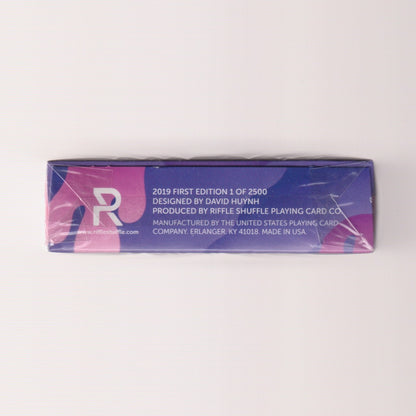 2019 FIRST EDITION 1 OF 2500
DESIGNED BY DAVID HUYNH
PRODUCED BY RIFFLE SHUFFLE PLAYING CARD CO
MANUFACTURED BY THE UNITED STATES PLAYING CARD
COMPANY. ERLANGER, KY 41018. MADE IN USA.
R
www.riffleshuffle.com